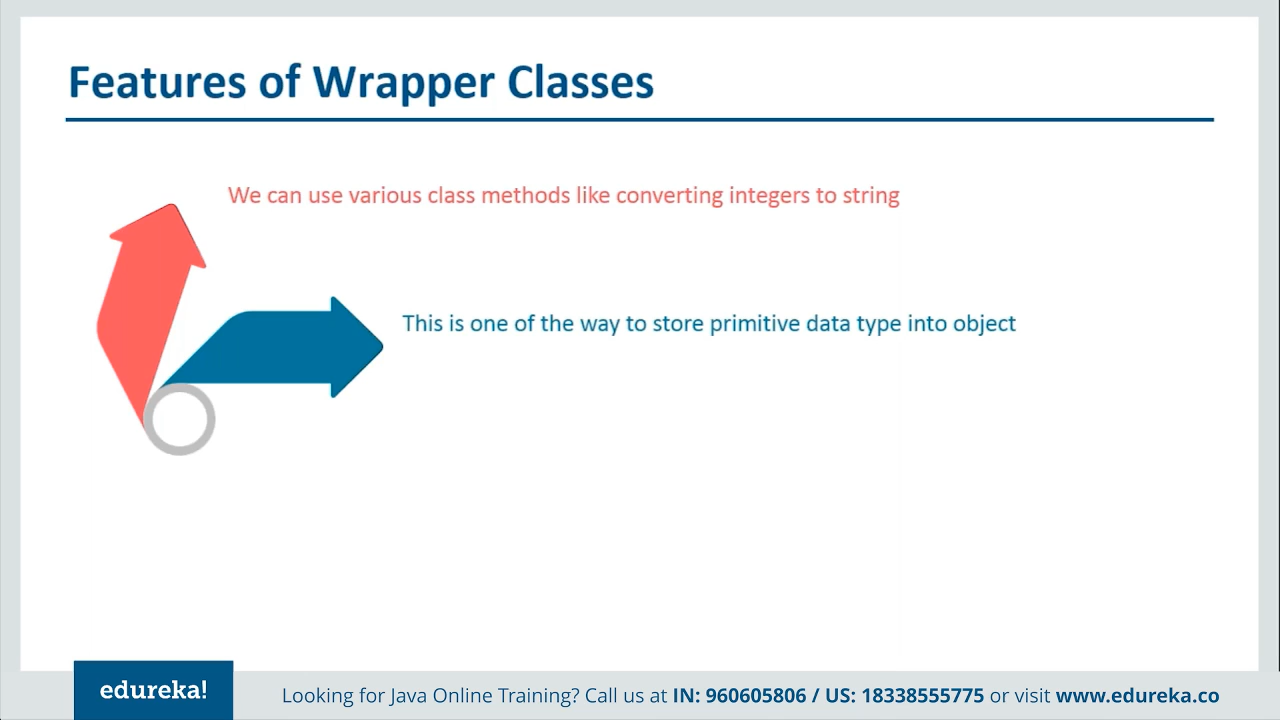 Features of Wrapper Classes
We can use various class methods like converting integers to string
This is one of the way to store primitive data type into object
edureka!
Looking for Java Online Training? Call us at IN: 960605806 / US: 18338555775 or visit www.edureka.co